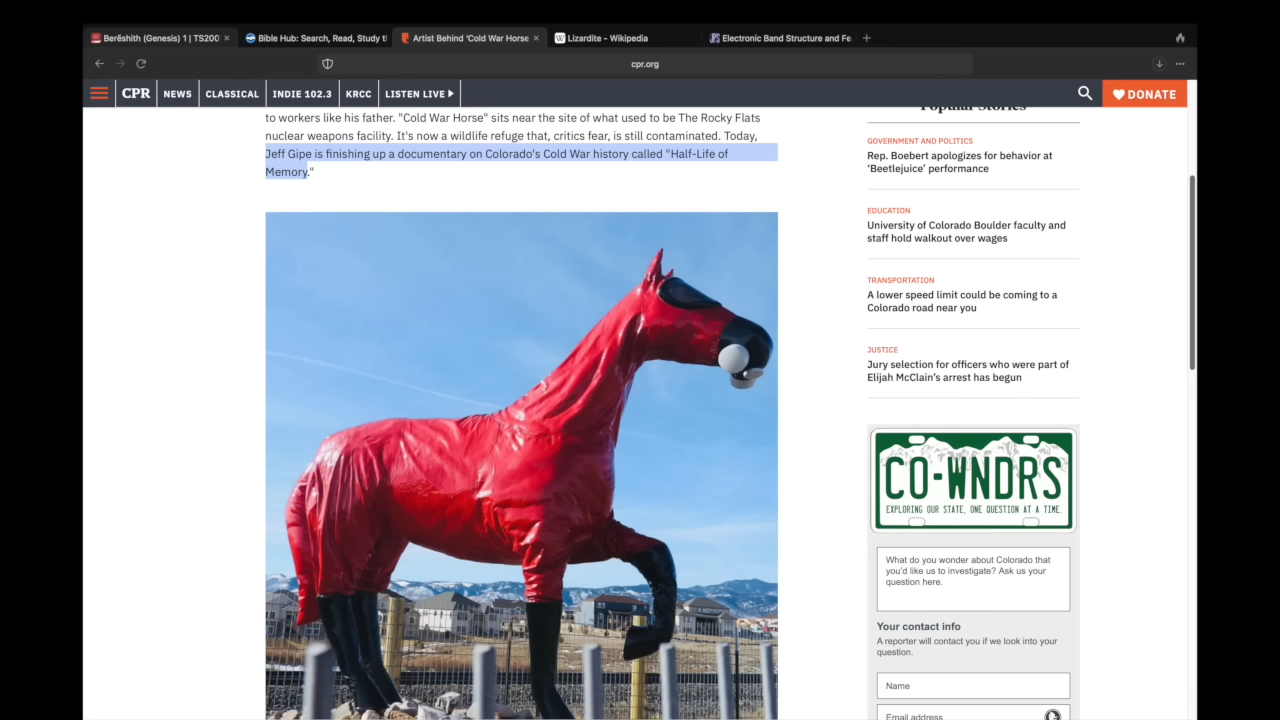 Berĕshith (Genesis) 1 | TS200
Bible Hub: Search, Read, Study t
Artist Behind 'Cold War Horse
Lizardite - Wikipedia
Electronic Band Structure and Fe
cpr.org
CPR NEWS CLASSICAL INDIE 102.3 KRCC LISTEN LIVE DONATE
to workers like his father. "Cold War Horse" sits near the site of what used to be The Rocky Flats
nuclear weapons facility. It's now a wildlife refuge that, critics fear, is still contaminated. Today,
Jeff Gipe is finishing up a documentary on Colorado's Cold War history called "Half-Life of
Memory."
Popular Stories
GOVERNMENT AND POLITICS
Rep. Boebert apologizes for behavior at
‘Beetlejuice’ performance
EDUCATION
University of Colorado Boulder faculty and
staff hold walkout over wages
TRANSPORTATION
A lower speed limit could be coming to a
Colorado road near you
JUSTICE
Jury selection for officers who were part of
Elijah McClain’s arrest has begun
CO-WNDRS
EXPLORING OUR STATE, ONE QUESTION AT A TIME.
What do you wonder about Colorado that
you'd like us to investigate? Ask us your
question here.
Your contact info
A reporter will contact you if we look into your
question.
Name
Email address